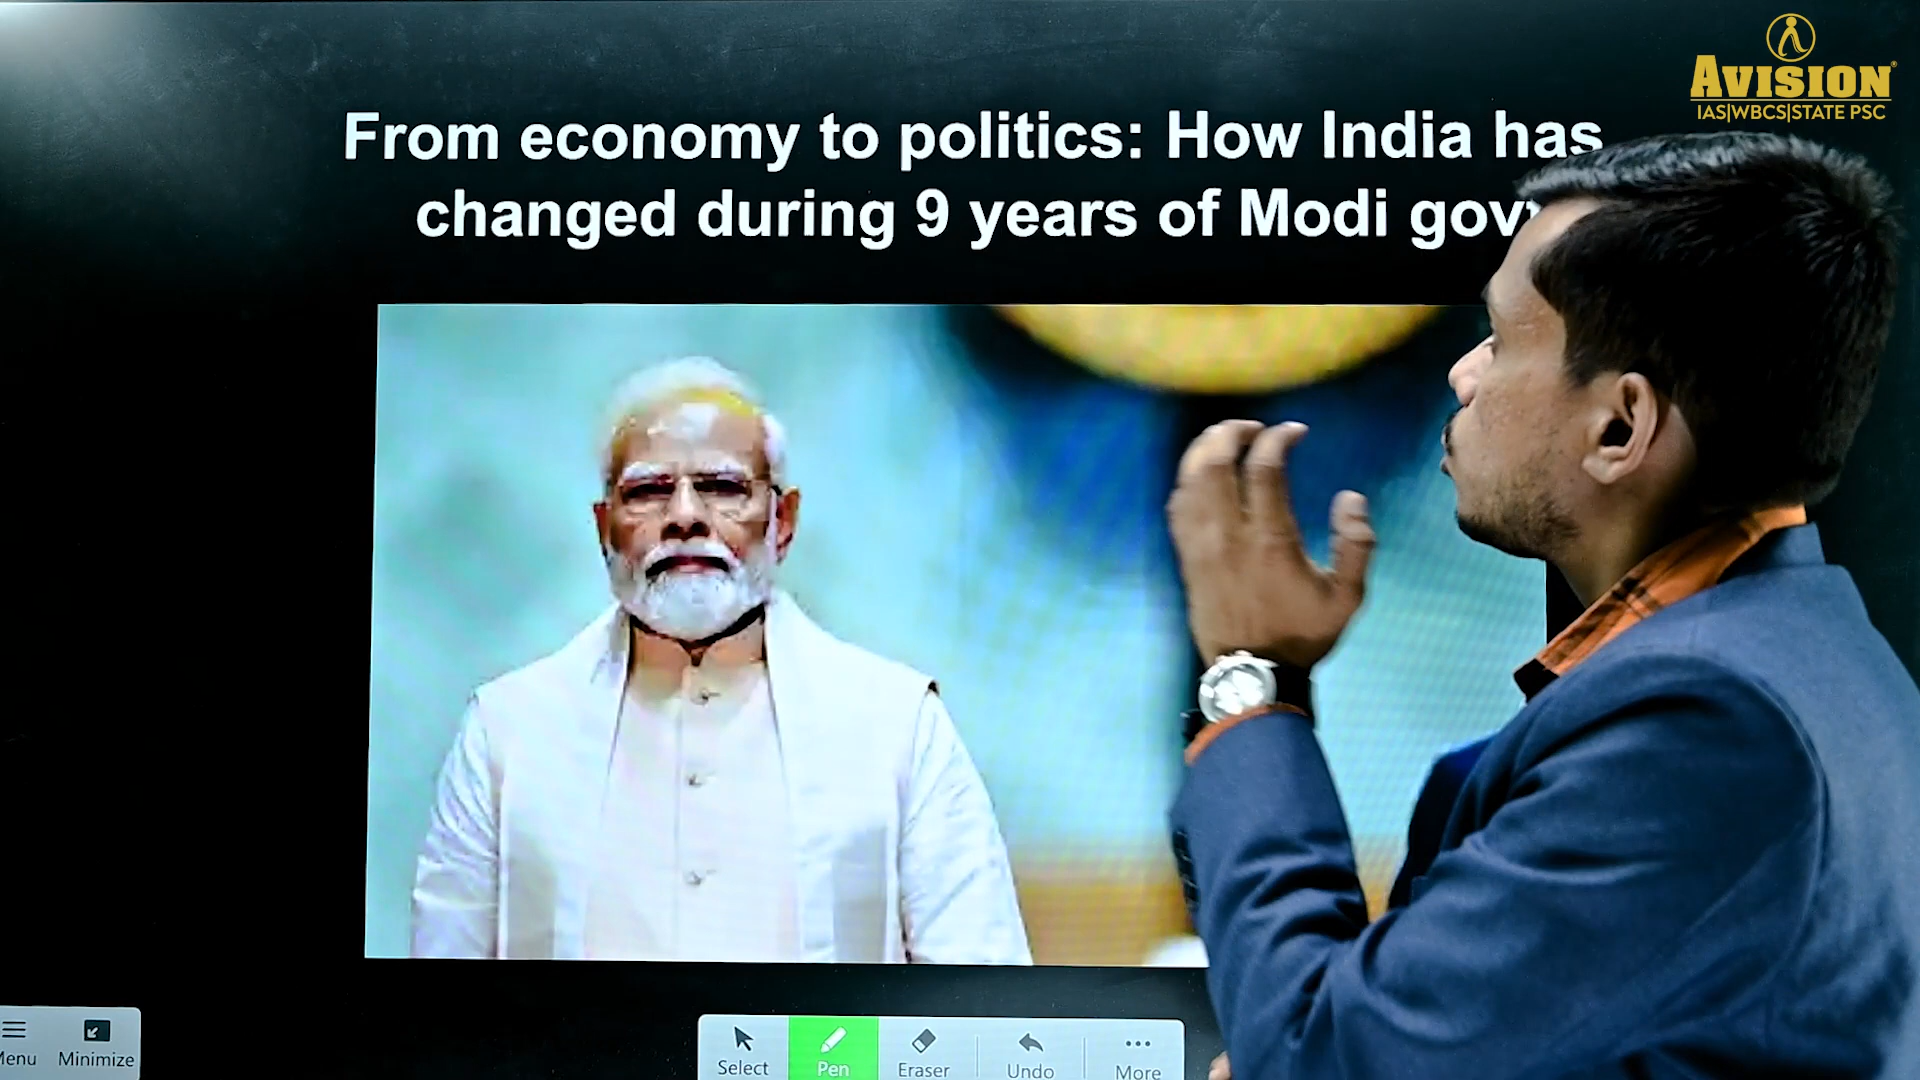 AVISION
IAS|WBCS|STATE PSC
From economy to politics: How India has
changed during 9 years of Modi
Menu
Minimize
Select
Pen
Eraser
Undo
More